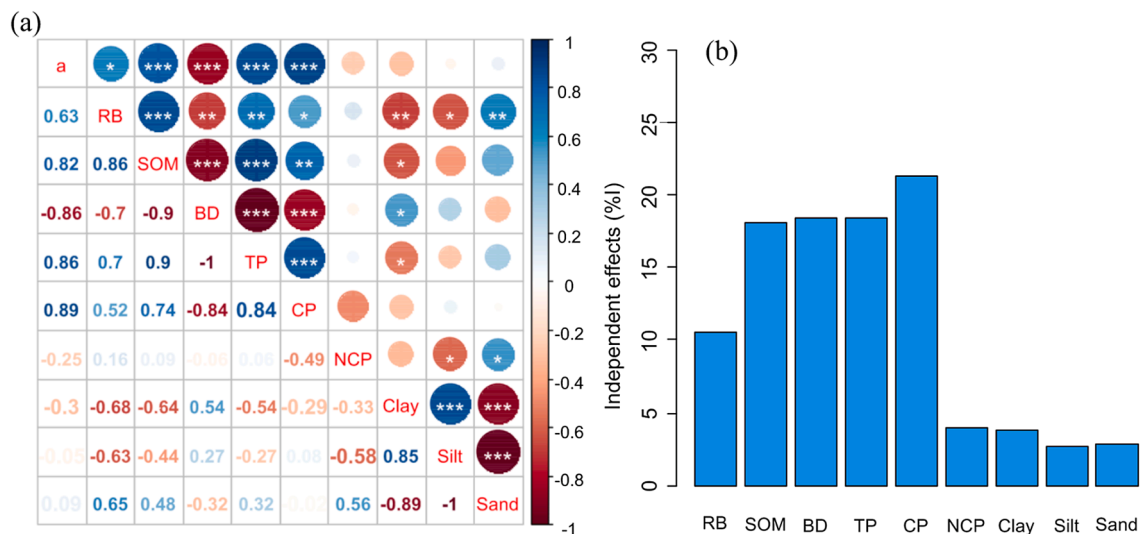 (a)
a * *** *** *** ***
0.63 RB *** ** ** * ** * **
0.82 0.86 SOM *** *** ** *
-0.86 -0.7 -0.9 BD *** *** *
0.86 0.7 0.9 -1 TP *** *
0.89 0.52 0.74 -0.84 0.84 CP
-0.25 0.16 0.09 -0.06 0.06 -0.49 NCP * *
-0.3 -0.68 -0.64 0.54 -0.54 -0.29 -0.33 Clay *** ***
-0.05 -0.63 -0.44 0.27 -0.27 0.08 -0.58 0.85 Silt ***
0.09 0.65 0.48 -0.32 0.32 -0.02 0.56 -0.89 -1 Sand
1
0.8
0.6
0.4
0.2
0
-0.2
-0.4
-0.6
-0.8
-1
(b)
Independent effects (%I)
30
25
20
15
10
5
0
RB SOM BD TP CP NCP Clay Silt Sand